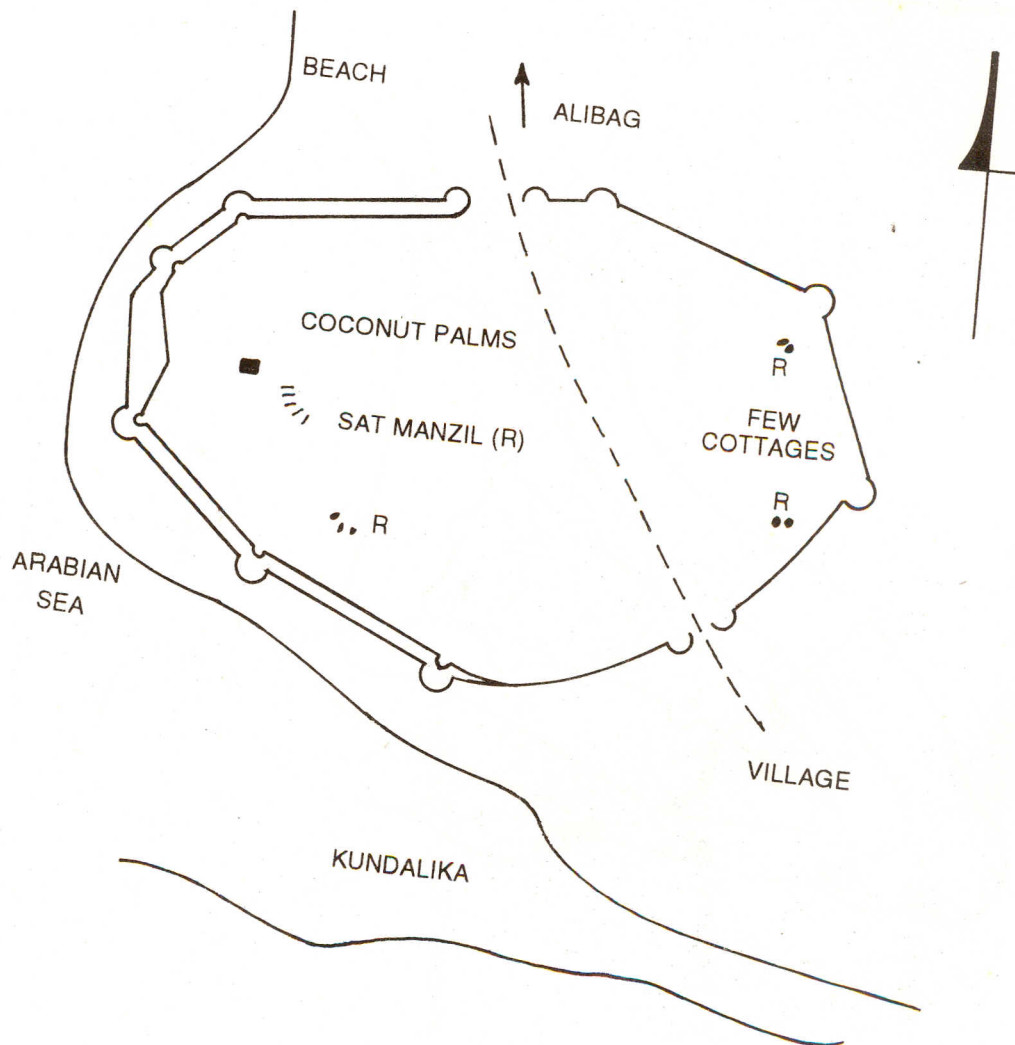 BEACH
ALIBAG
COCONUT PALMS
R
SAT MANZIL (R)
FEW
COTTAGES
R
R
ARABIAN
SEA
VILLAGE
KUNDALIKA